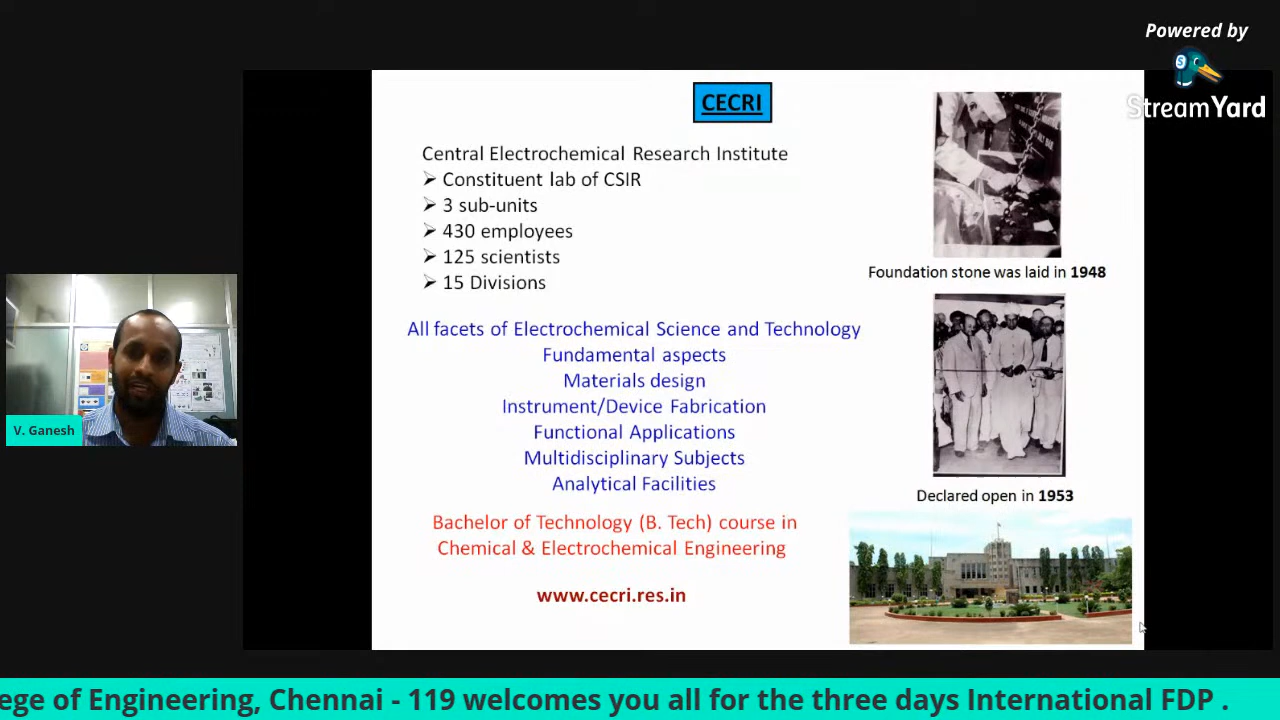 Powered by
StreamYard
CECRI
Central Electrochemical Research Institute
➢ Constituent lab of CSIR
➢ 3 sub-units
➢ 430 employees
➢ 125 scientists
➢ 15 Divisions
All facets of Electrochemical Science and Technology
Fundamental aspects
Materials design
Instrument/Device Fabrication
Functional Applications
Multidisciplinary Subjects
Analytical Facilities
Bachelor of Technology (B. Tech) course in
Chemical & Electrochemical Engineering
www.cecri.res.in
Foundation stone was laid in 1948
Declared open in 1953
V. Ganesh
ege of Engineering, Chennai - 119 welcomes you all for the three days International FDP .